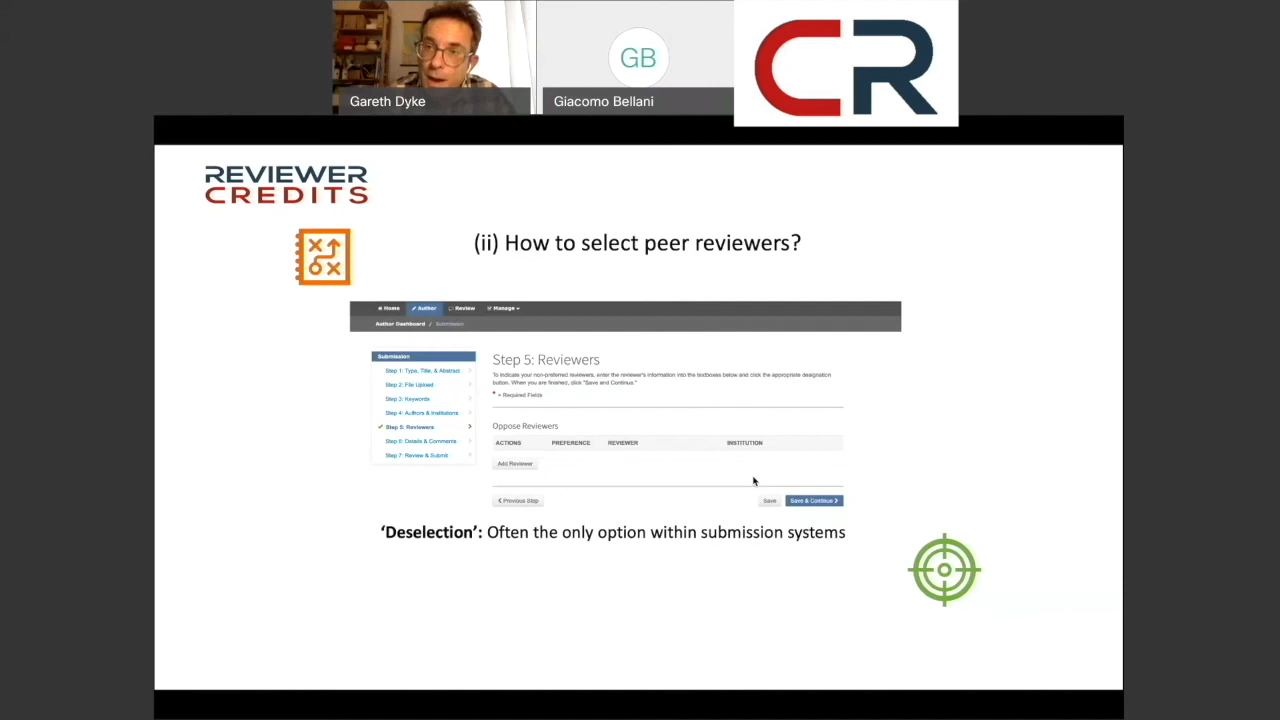 Gareth Dyke
GB
Giacomo Bellani
CR
REVIEWER
CREDITS
(ii) How to select peer reviewers?
Home Author Review Manage
Author Dashboard / Submission
Submission
Step 1: Type, Title, & Abstract
Step 2: File Upload
Step 3: Keywords
Step 4: Authors & Institutions
Step 5: Reviewers
Step 6: Details & Comments
Step 7: Review & Submit
Step 5: Reviewers
To indicate your non-preferred reviewers, enter the reviewer's information into the textboxes below and click the appropriate designation
button. When you are finished, click "Save and Continue."
* = Required Fields
Oppose Reviewers
ACTIONS PREFERENCE REVIEWER INSTITUTION
Add Reviewer
Previous Step Save Save & Continue
‘Deselection’: Often the only option within submission systems